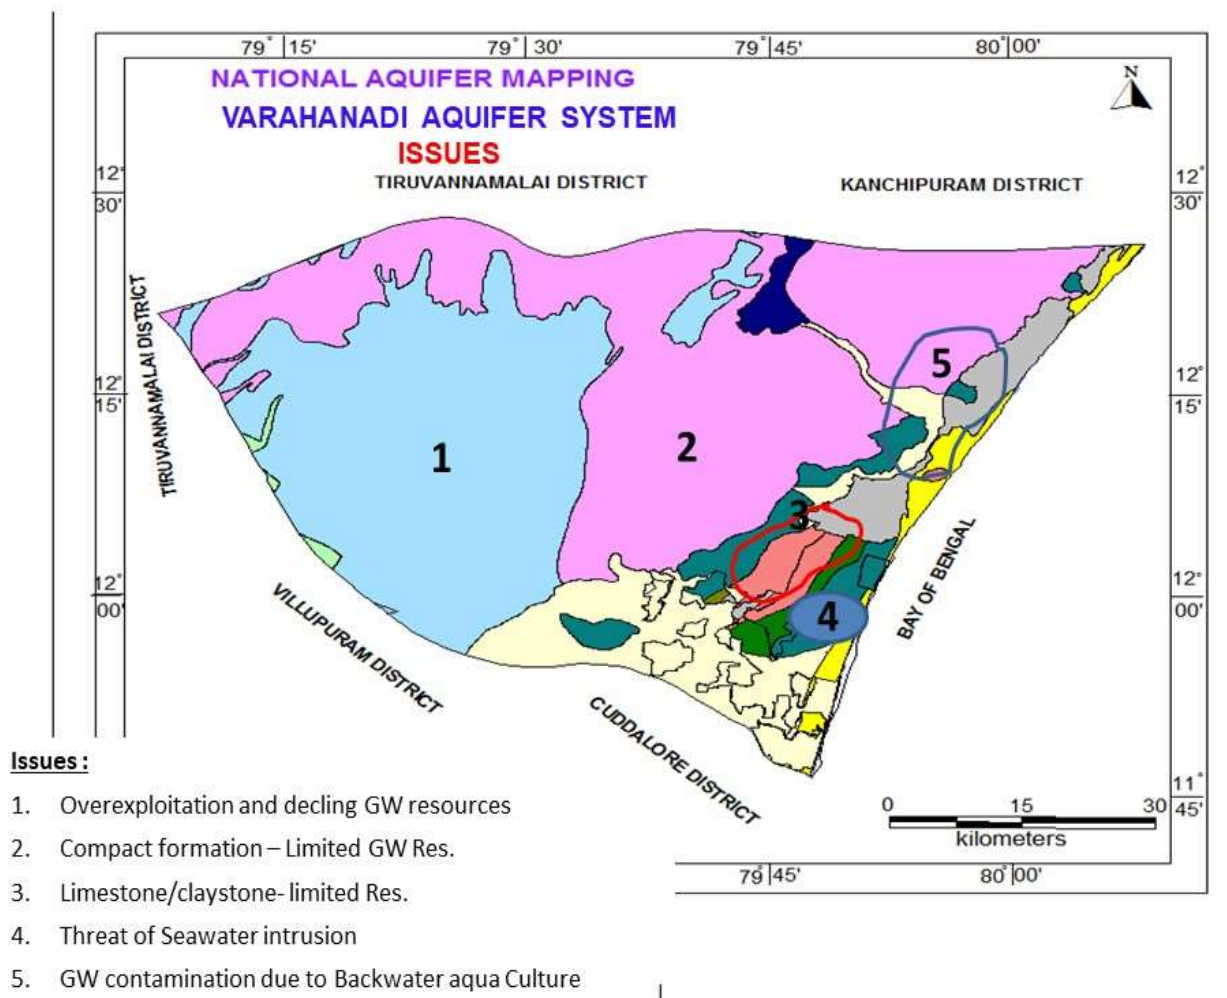 79° 15'
79° 30'
79° 45'
80° 00'
NATIONAL AQUIFER MAPPING
VARAHANADI AQUIFER SYSTEM
ISSUES
N
TIRUVANNAMALAI DISTRICT
KANCHIPURAM DISTRICT
12° 30'
12° 30'
TIRUVANNAMALAI DISTRICT
5
12° 15'
12° 15'
1
2
3
BAY OF BENGAL
12° 00'
12° 00'
4
VILLUPURAM DISTRICT
CUDDALORE DISTRICT
11° 45'
0 15 30
kilometers
79° 45'
80° 00'
Issues :
1. Overexploitation and decling GW resources
2. Compact formation – Limited GW Res.
3. Limestone/claystone- limited Res.
4. Threat of Seawater intrusion
5. GW contamination due to Backwater aqua Culture